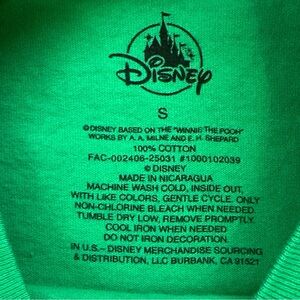 Disney
S
©DISNEY BASED ON THE "WINNIE THE POOH"
WORKS BY A. A. MILNE AND E. H. SHEPARD
100% COTTON
FAC-002406-25031 #1000102039
©DISNEY
MADE IN NICARAGUA
MACHINE WASH COLD, INSIDE OUT,
WITH LIKE COLORS, GENTLE CYCLE. ONLY
NON-CHLORINE BLEACH WHEN NEEDED.
TUMBLE DRY LOW, REMOVE PROMPTLY.
COOL IRON WHEN NEEDED
DO NOT IRON DECORATION
IN U.S.- DISNEY MERCHANDISE SOURCING
& DISTRIBUTION, LLC BURBANK, CA 91521